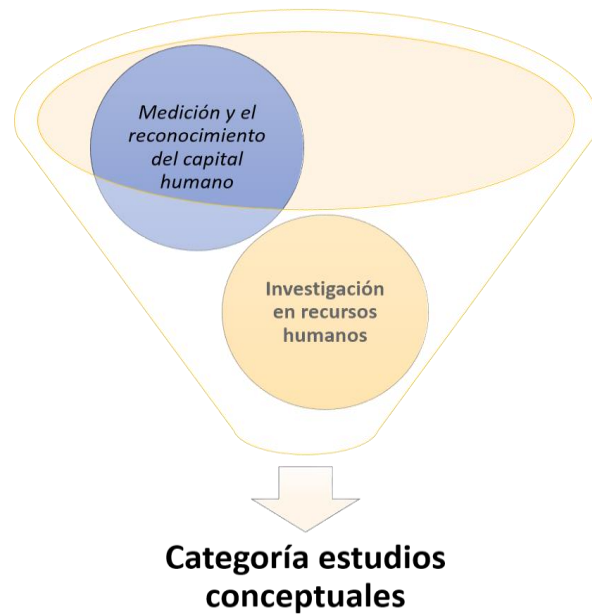 Medición y el
reconocimiento
del capital
humano
Investigación
en recursos
humanos
Categoría estudios
conceptuales